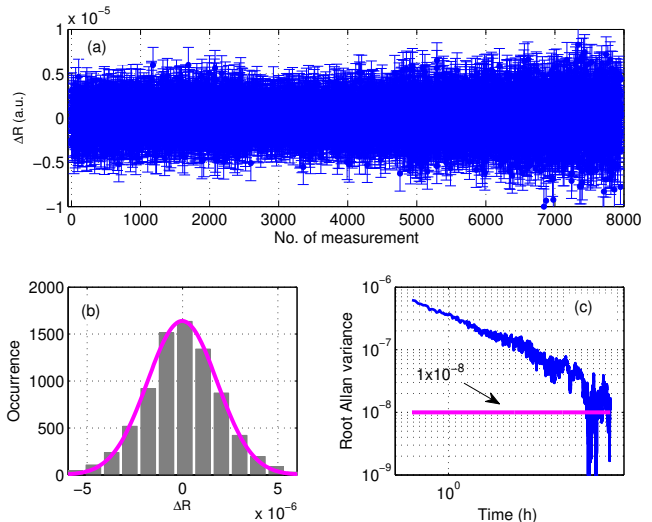 x 10⁻⁵
1
(a)
0.5
ΔR (a.u.)
0
−0.5
−1
0 1000 2000 3000 4000 5000 6000 7000 8000
No. of measurement
2000
(b)
1500
Occurrence
1000
500
0
−5 0 5
ΔR
x 10⁻⁶
10⁻⁶
(c)
Root Allan variance
10⁻⁷
1x10⁻⁸
10⁻⁸
10⁻⁹
10⁰
Time (h)